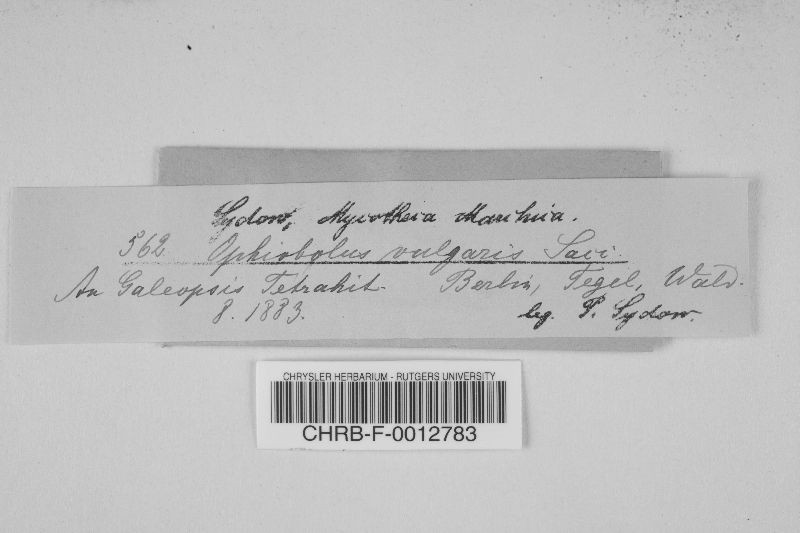 Sydow, Mycotheca Marchica.
562. Ophiobolus vulgaris Sacc.
An Galeopsis Tetrahit. Berlin, Tegel, Wald.
8. 1883. leg. P. Sydow.
CHRYSLER HERBARIUM - RUTGERS UNIVERSITY
CHRB-F-0012783